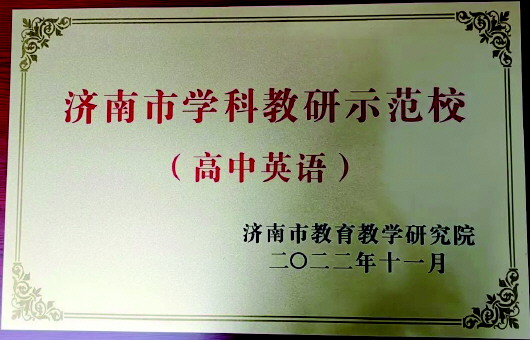 济南市学科教研示范校
（高中英语）
济南市教育教学研究院
二〇二二年十一月